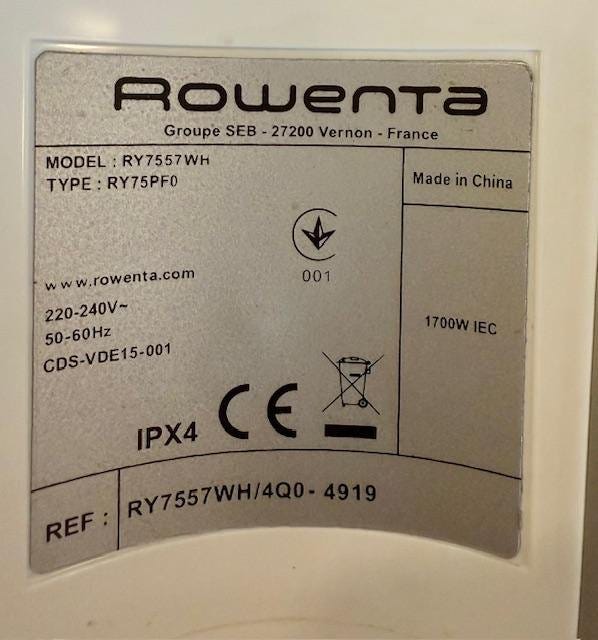 Rowenta
Groupe SEB - 27200 Vernon - France
MODEL : RY7557WH
TYPE : RY75PF0
Made in China
001
www.rowenta.com
220-240V~
50-60Hz
CDS-VDE15-001
1700W IEC
IPX4 CE
REF : RY7557WH/4Q0- 4919